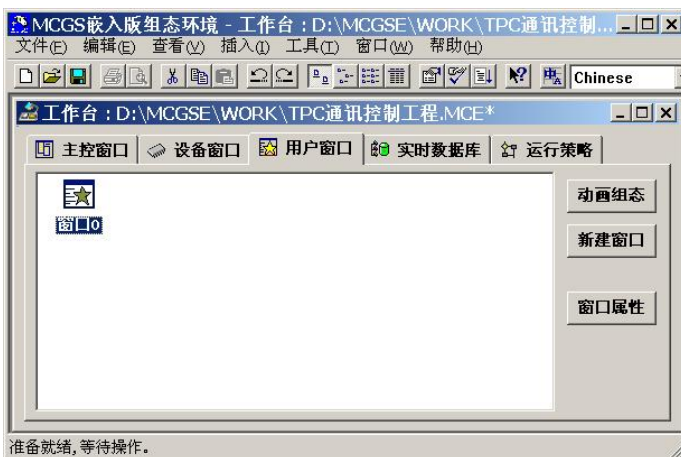 MCGS嵌入版组态环境 - 工作台：D:\MCGSE\WORK\TPC通讯控制...
文件(F) 编辑(E) 查看(V) 插入(I) 工具(T) 窗口(W) 帮助(H)
Chinese
工作台：D:\MCGSE\WORK\TPC通讯控制工程.MCE*
主控窗口 设备窗口 用户窗口 实时数据库 运行策略
窗口0
动画组态
新建窗口
窗口属性
准备就绪,等待操作。